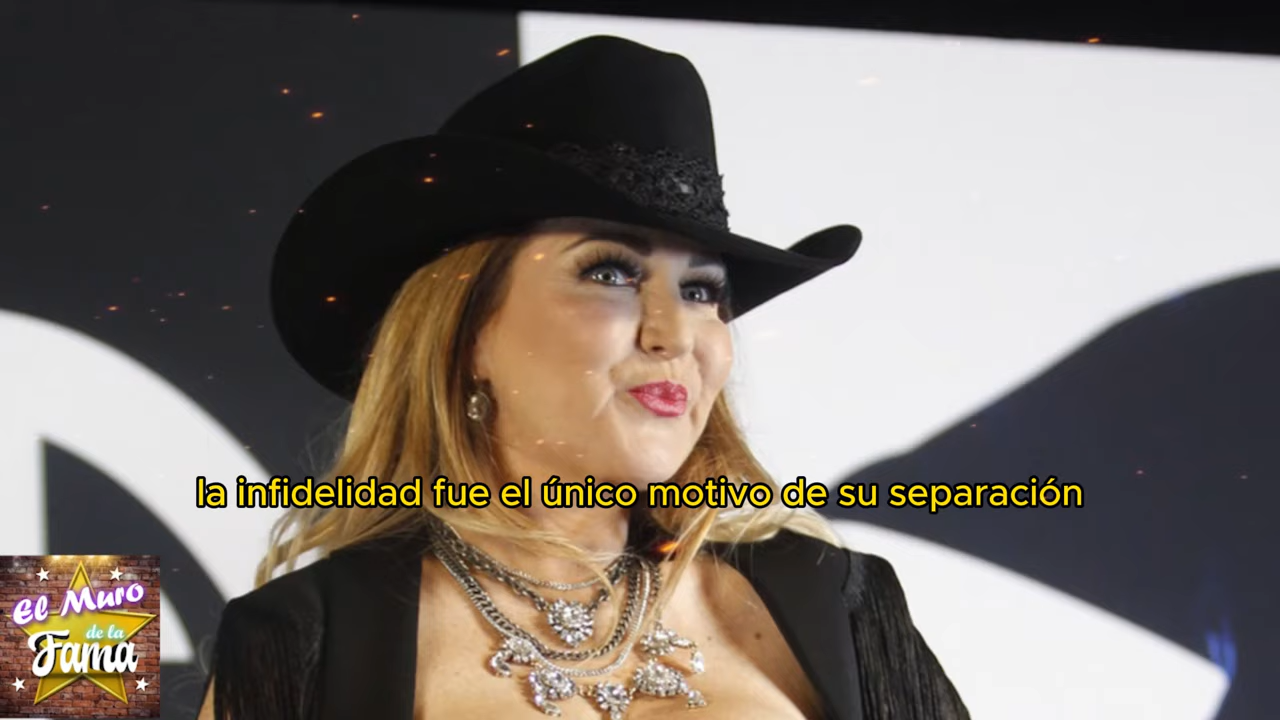 la infidelidad fue el único motivo de su separación
El Muro
de la
Fama